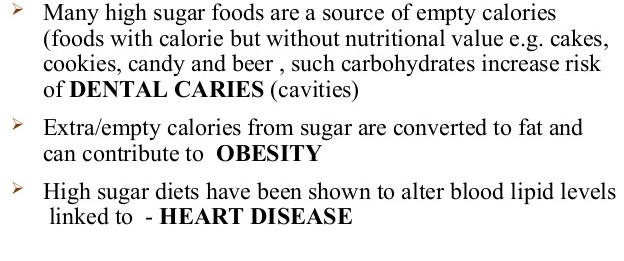 Many high sugar foods are a source of empty calories
(foods with calorie but without nutritional value e.g. cakes,
cookies, candy and beer , such carbohydrates increase risk
of DENTAL CARIES (cavities)
Extra/empty calories from sugar are converted to fat and
can contribute to OBESITY
High sugar diets have been shown to alter blood lipid levels
linked to - HEART DISEASE